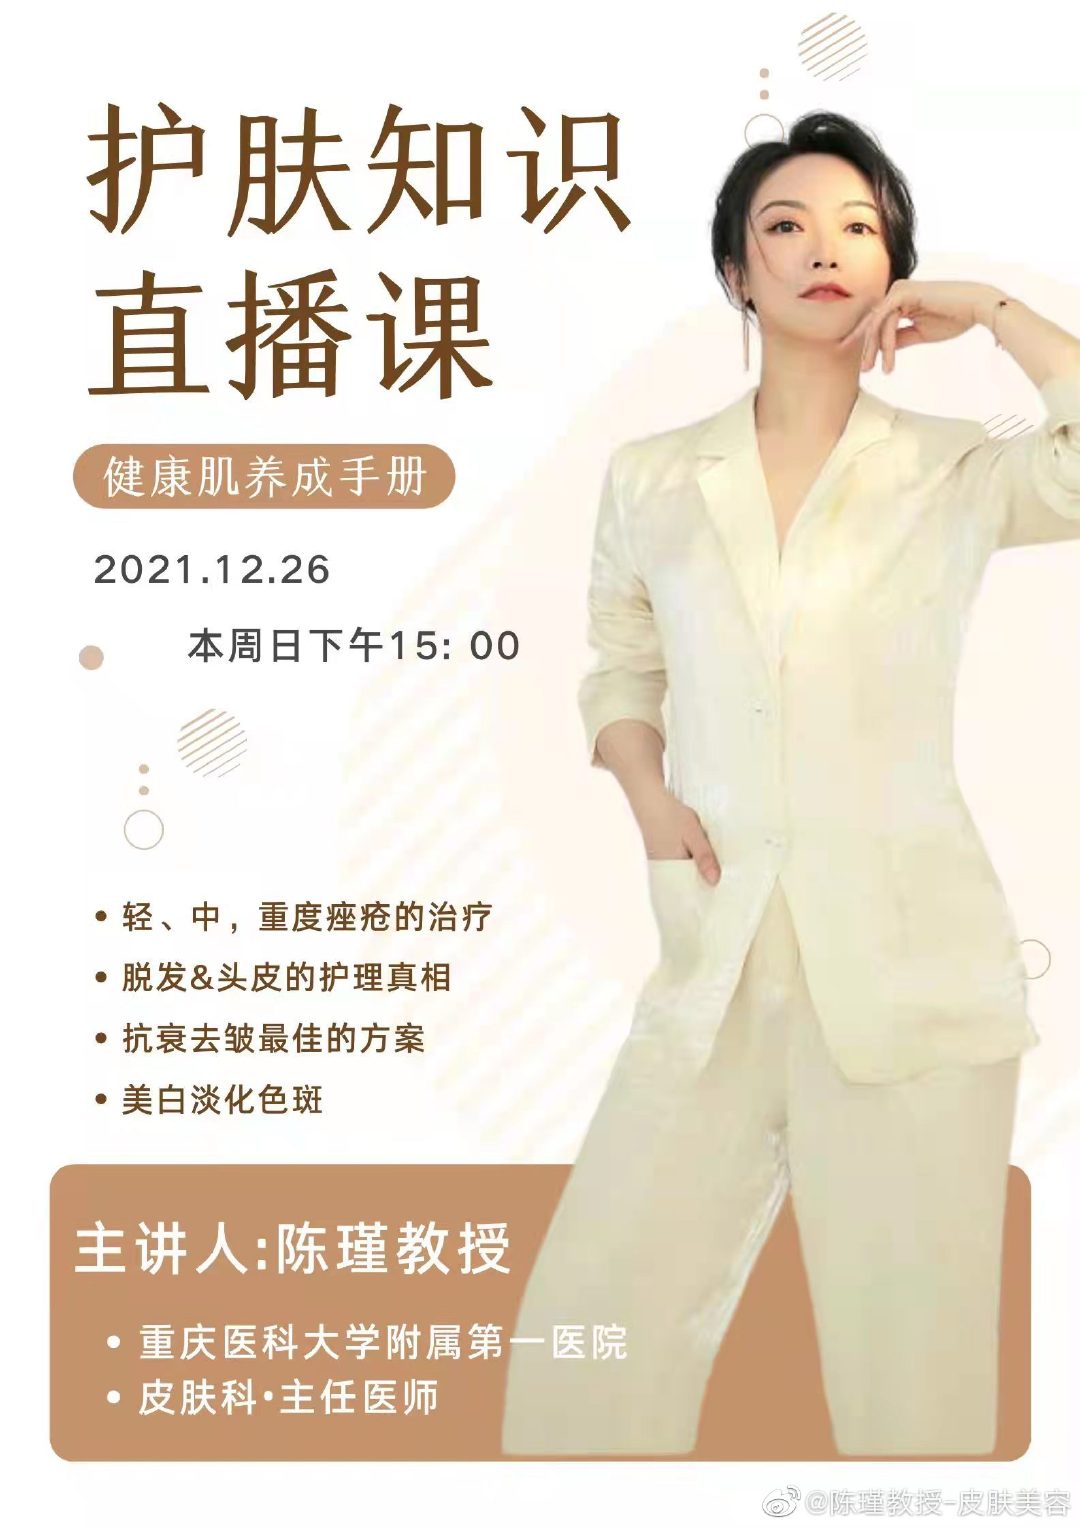 护肤知识
直播课
健康肌养成手册
2021.12.26
本周日下午15: 00
• 轻、中，重度痤疮的治疗
• 脱发&头皮的护理真相
• 抗衰去皱最佳的方案
• 美白淡化色斑
主讲人:陈瑾教授
• 重庆医科大学附属第一医院
• 皮肤科·主任医师
@陈瑾教授-皮肤美容